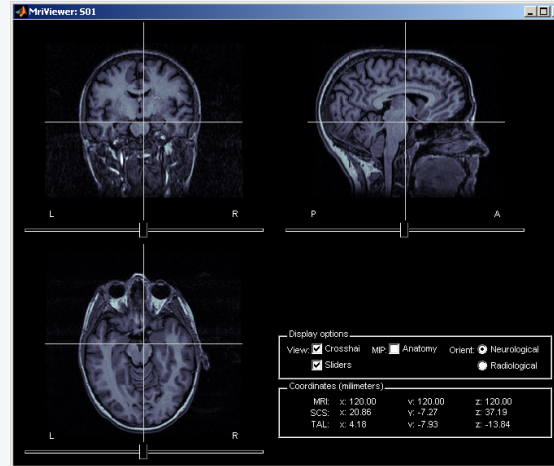 MriViewer: S01
L R
P A
L R
Display options
View: Crosshai MIP: Anatomy Orient: Neurological
Sliders Radiological
Coordinates (milimeters)
MRI: x: 120.00 y: 120.00 z: 120.00
SCS: x: 20.86 y: -7.27 z: 37.19
TAL: x: 4.18 y: -7.93 z: -13.84